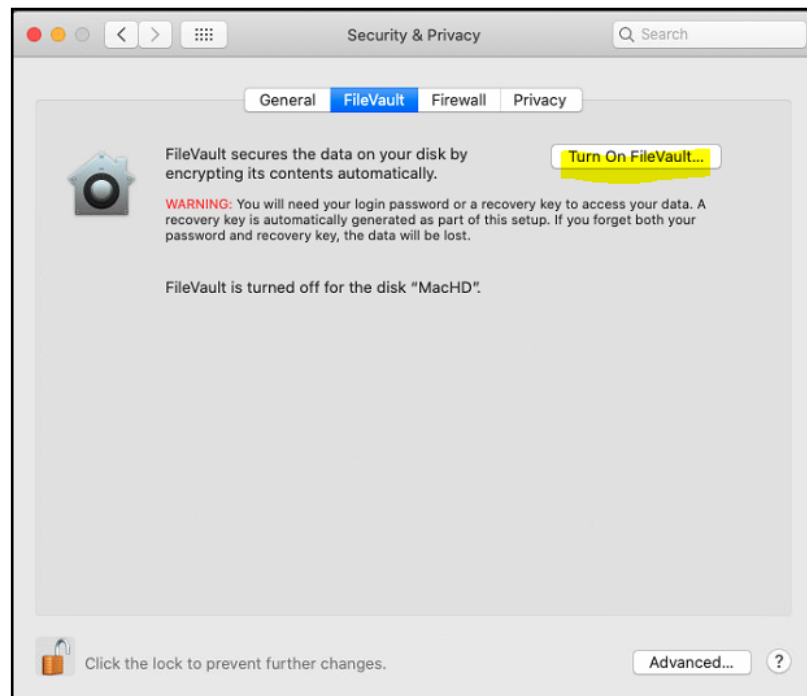 Security & Privacy
Search
General FileVault Firewall Privacy
FileVault secures the data on your disk by
encrypting its contents automatically.
Turn On FileVault...
WARNING: You will need your login password or a recovery key to access your data. A
recovery key is automatically generated as part of this setup. If you forget both your
password and recovery key, the data will be lost.
FileVault is turned off for the disk “MacHD”.
Click the lock to prevent further changes.
Advanced...
?